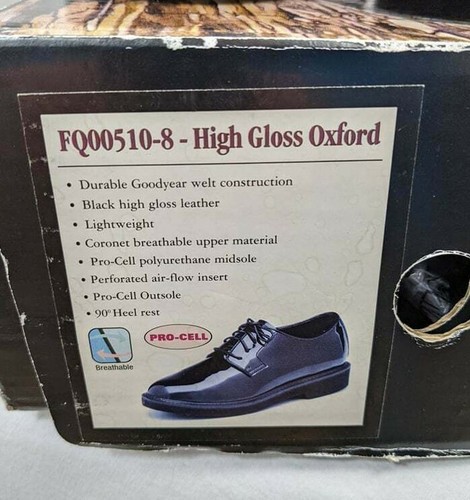 FQ00510-8 - High Gloss Oxford
• Durable Goodyear welt construction
• Black high gloss leather
• Lightweight
• Coronet breathable upper material
• Pro-Cell polyurethane midsole
• Perforated air-flow insert
• Pro-Cell Outsole
• 90° Heel rest
PRO-CELL
Breathable